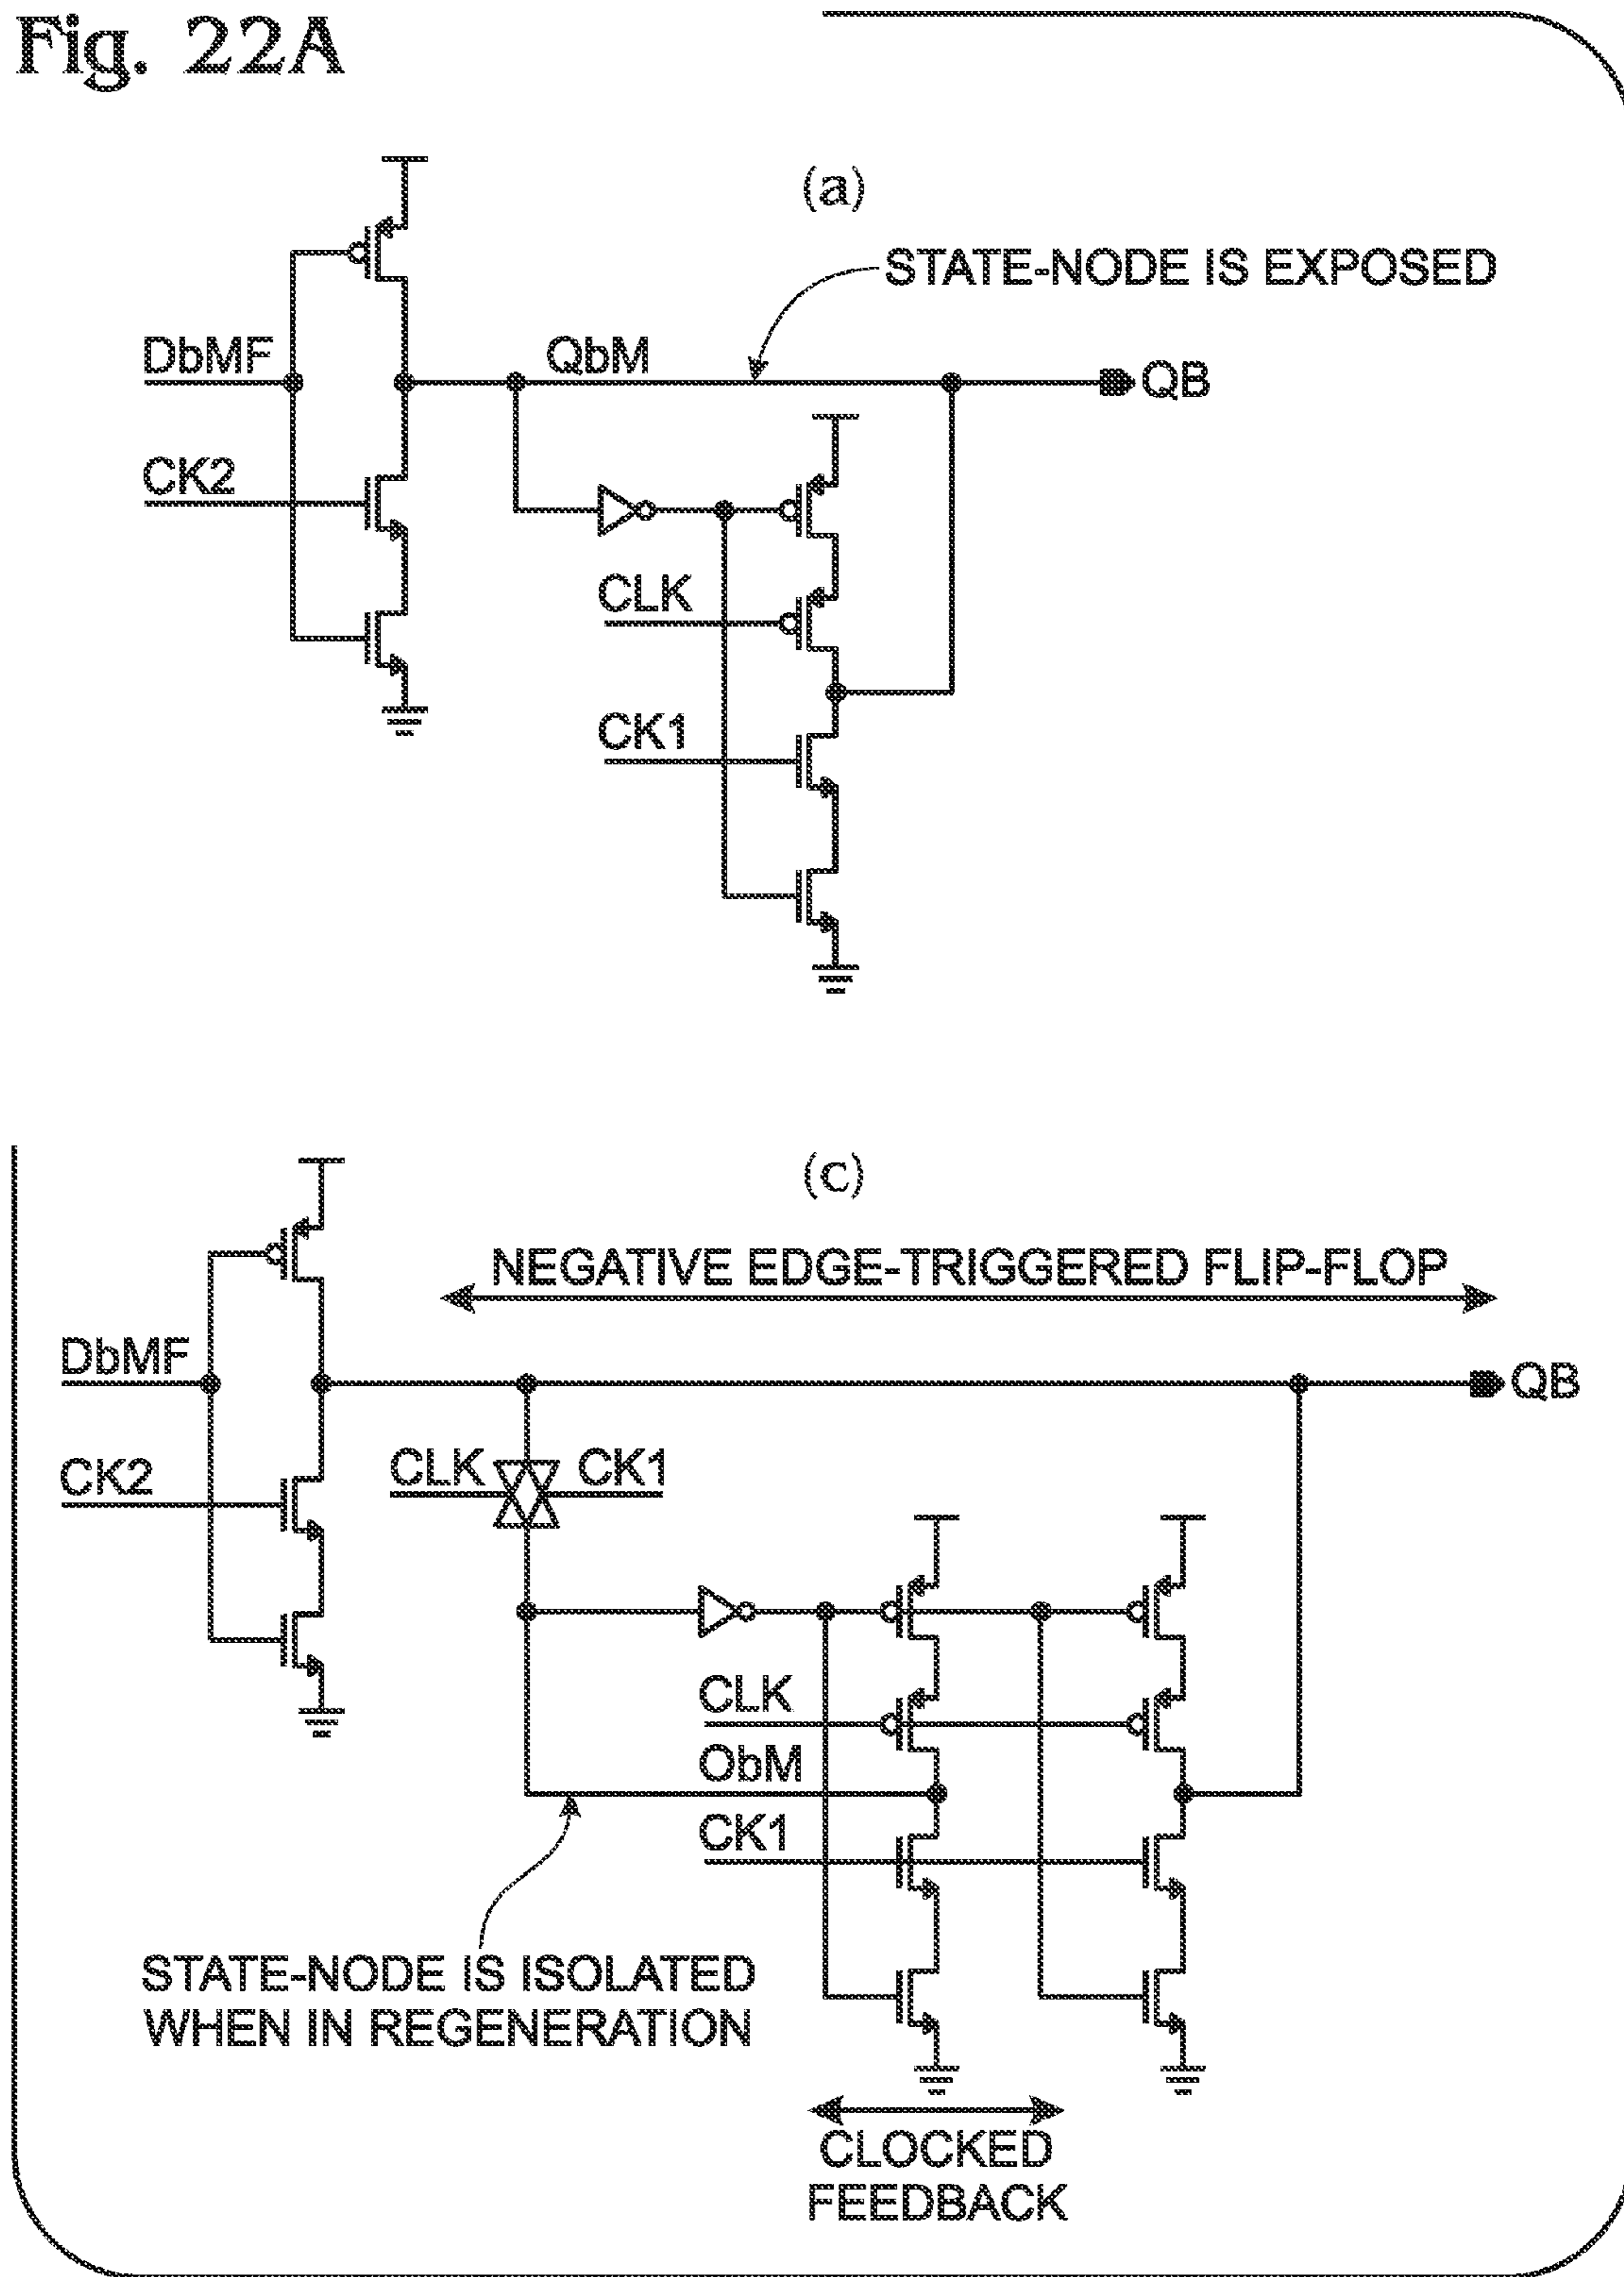 Fig. 22A
(a)
STATE-NODE IS EXPOSED
DbMF
QbM
QB
CK2
CLK
CK1
(c)
NEGATIVE EDGE-TRIGGERED FLIP-FLOP
DbMF
QB
CLK
CK1
CK2
CLK
ObM
CK1
STATE-NODE IS ISOLATED
WHEN IN REGENERATION
CLOCKED
FEEDBACK